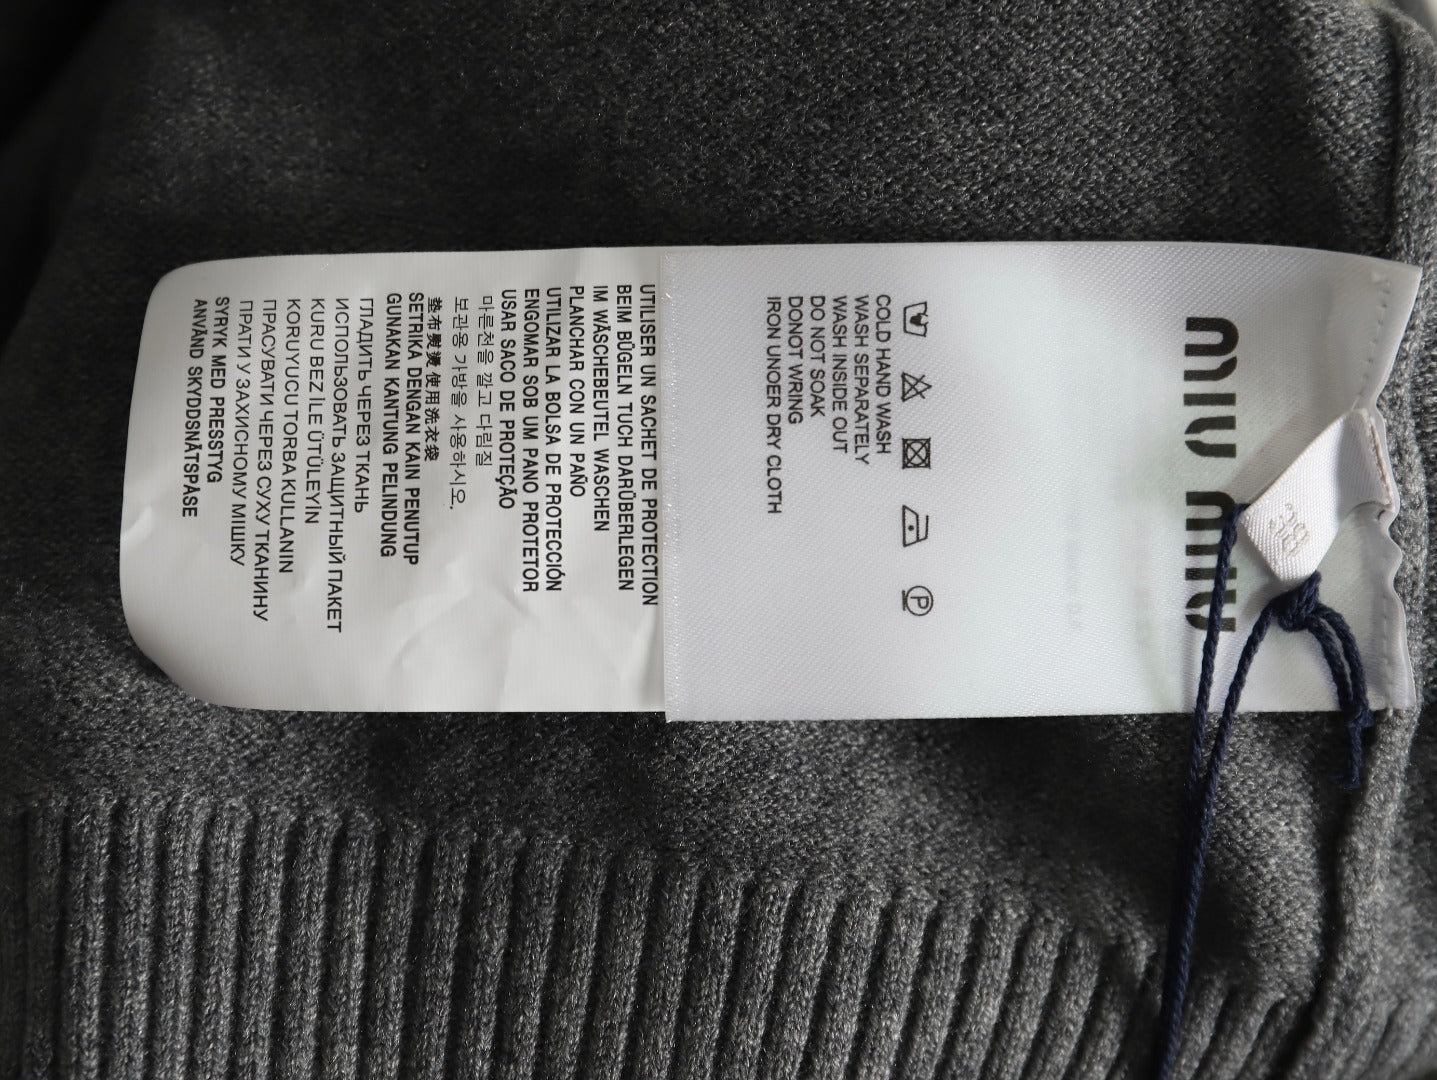 MIU MIU
38
P
COLD HAND WASH
WASH SEPARATELY
WASH INSIDE OUT
DO NOT SOAK
DONOT WRING
IRON UNOER DRY CLOTH
UTILISER UN SACHET DE PROTECTION
BEIM BÜGELN TUCH DARÜBERLEGEN
IM WÄSCHEBEUTEL WASCHEN
PLANCHAR CON UN PAÑO
UTILIZAR LA BOLSA DE PROTECCIÓN
ENGOMAR SOB UM PANO PROTETOR
USAR SACO DE PROTEÇÃO
마른천을 깔고 다림질
보관용 가방을 사용하시오.
垫布熨烫 使用洗衣袋
SETRIKA DENGAN KAIN PENUTUP
GUNAKAN KANTUNG PELINDUNG
ГЛАДИТЬ ЧЕРЕЗ ТКАНЬ
ИСПОЛЬЗОВАТЬ ЗАЩИТНЫЙ ПАКЕТ
KURU BEZ İLE ÜTÜLEYİN
KORUYUCU TORBA KULLANIN
ПРАСУВАТИ ЧЕРЕЗ СУХУ ТКАНИНУ
ПРАТИ У ЗАХИСНОМУ МІШКУ
SYRYK MED PRESSTYG
ANVÄND SKYDDSNÄTSPÅSE